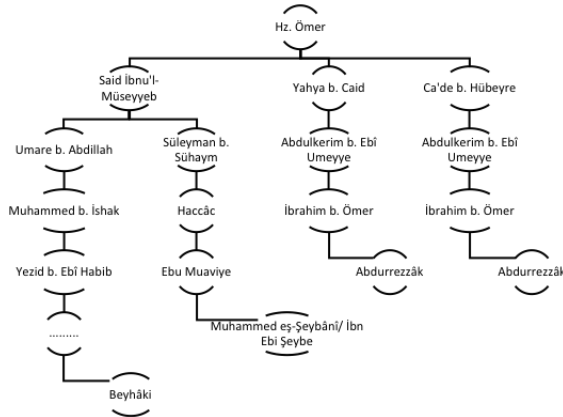 Hz. Ömer
Said İbnu'l-
Müseyyeb
Yahya b. Caid
Ca'de b. Hübeyre
Umare b. Abdillah
Süleyman b.
Sühaym
Abdulkerim b. Ebî
Umeyye
Abdulkerim b. Ebî
Umeyye
Muhammed b. İshak
Haccâc
İbrahim b. Ömer
İbrahim b. Ömer
Yezid b. Ebî Habib
Ebu Muaviye
Abdurrezzâk
Abdurrezzâk
.........
Muhammed eş-Şeybânî/ İbn
Ebi Şeybe
Beyhâki